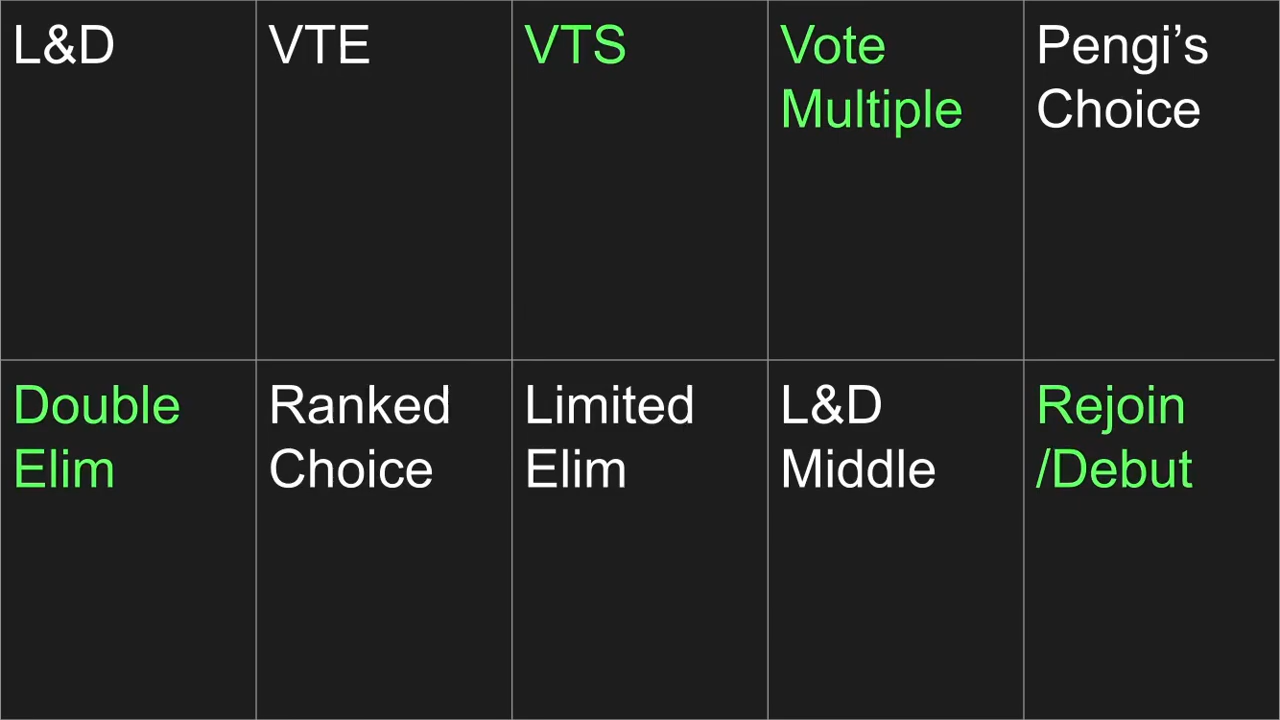 L&D
VTE
VTS
Vote
Multiple
Pengi’s
Choice
Double
Elim
Ranked
Choice
Limited
Elim
L&D
Middle
Rejoin
/Debut